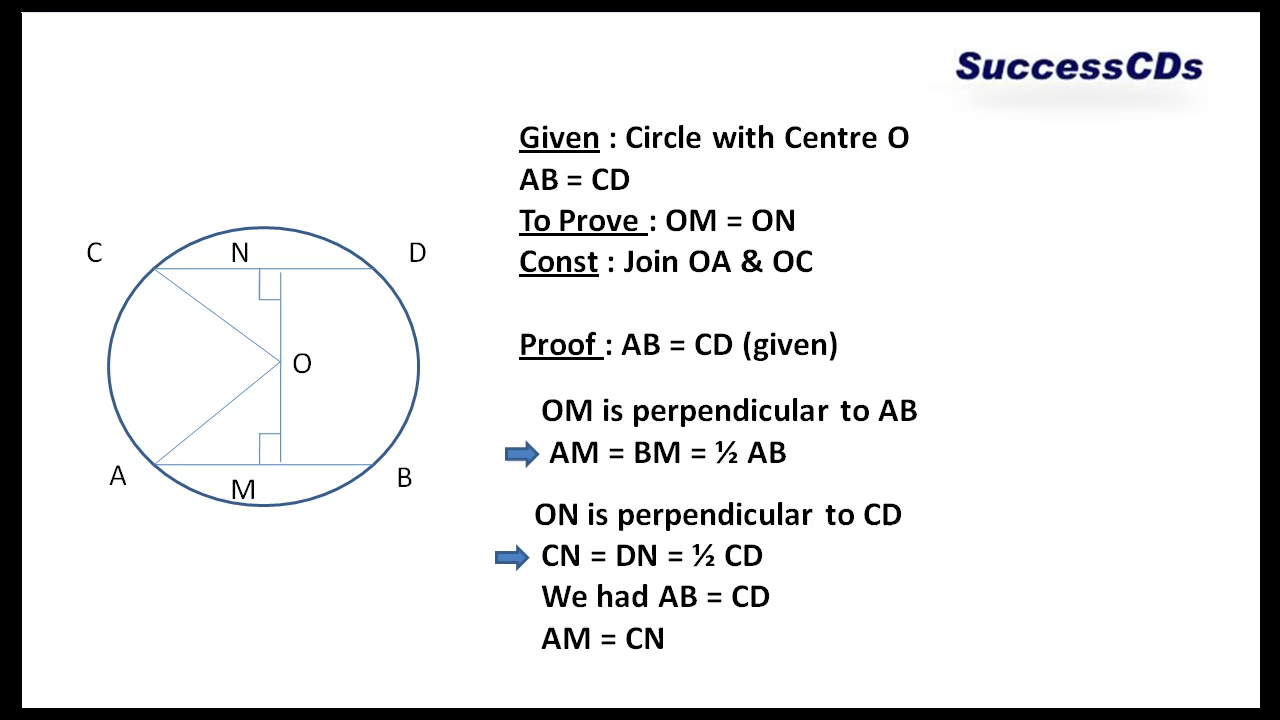 SuccessCDs
Given : Circle with Centre O
AB = CD
To Prove : OM = ON
Const : Join OA & OC
Proof : AB = CD (given)
OM is perpendicular to AB
AM = BM = ½ AB
ON is perpendicular to CD
CN = DN = ½ CD
We had AB = CD
AM = CN
C
N
D
O
A
M
B